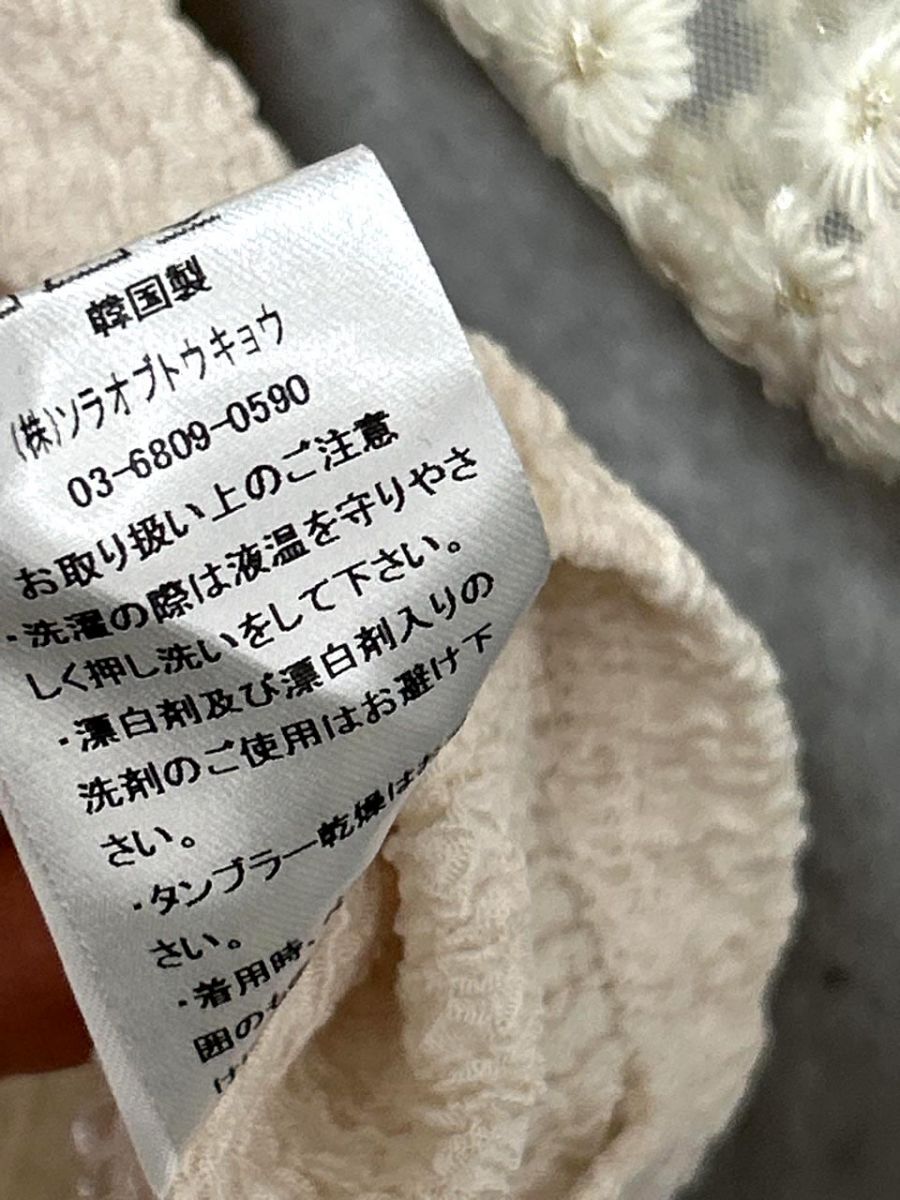 韓国製
(株)ソラオブトウキョウ
03-6809-0590
お取り扱い上のご注意
・洗濯の際は液温を守りやさ
しく押し洗いをして下さい。
・漂白剤及び漂白剤入りの
洗剤のご使用はお避け下
さい。
・タンブラー乾燥は
さい。
・着用時
囲の